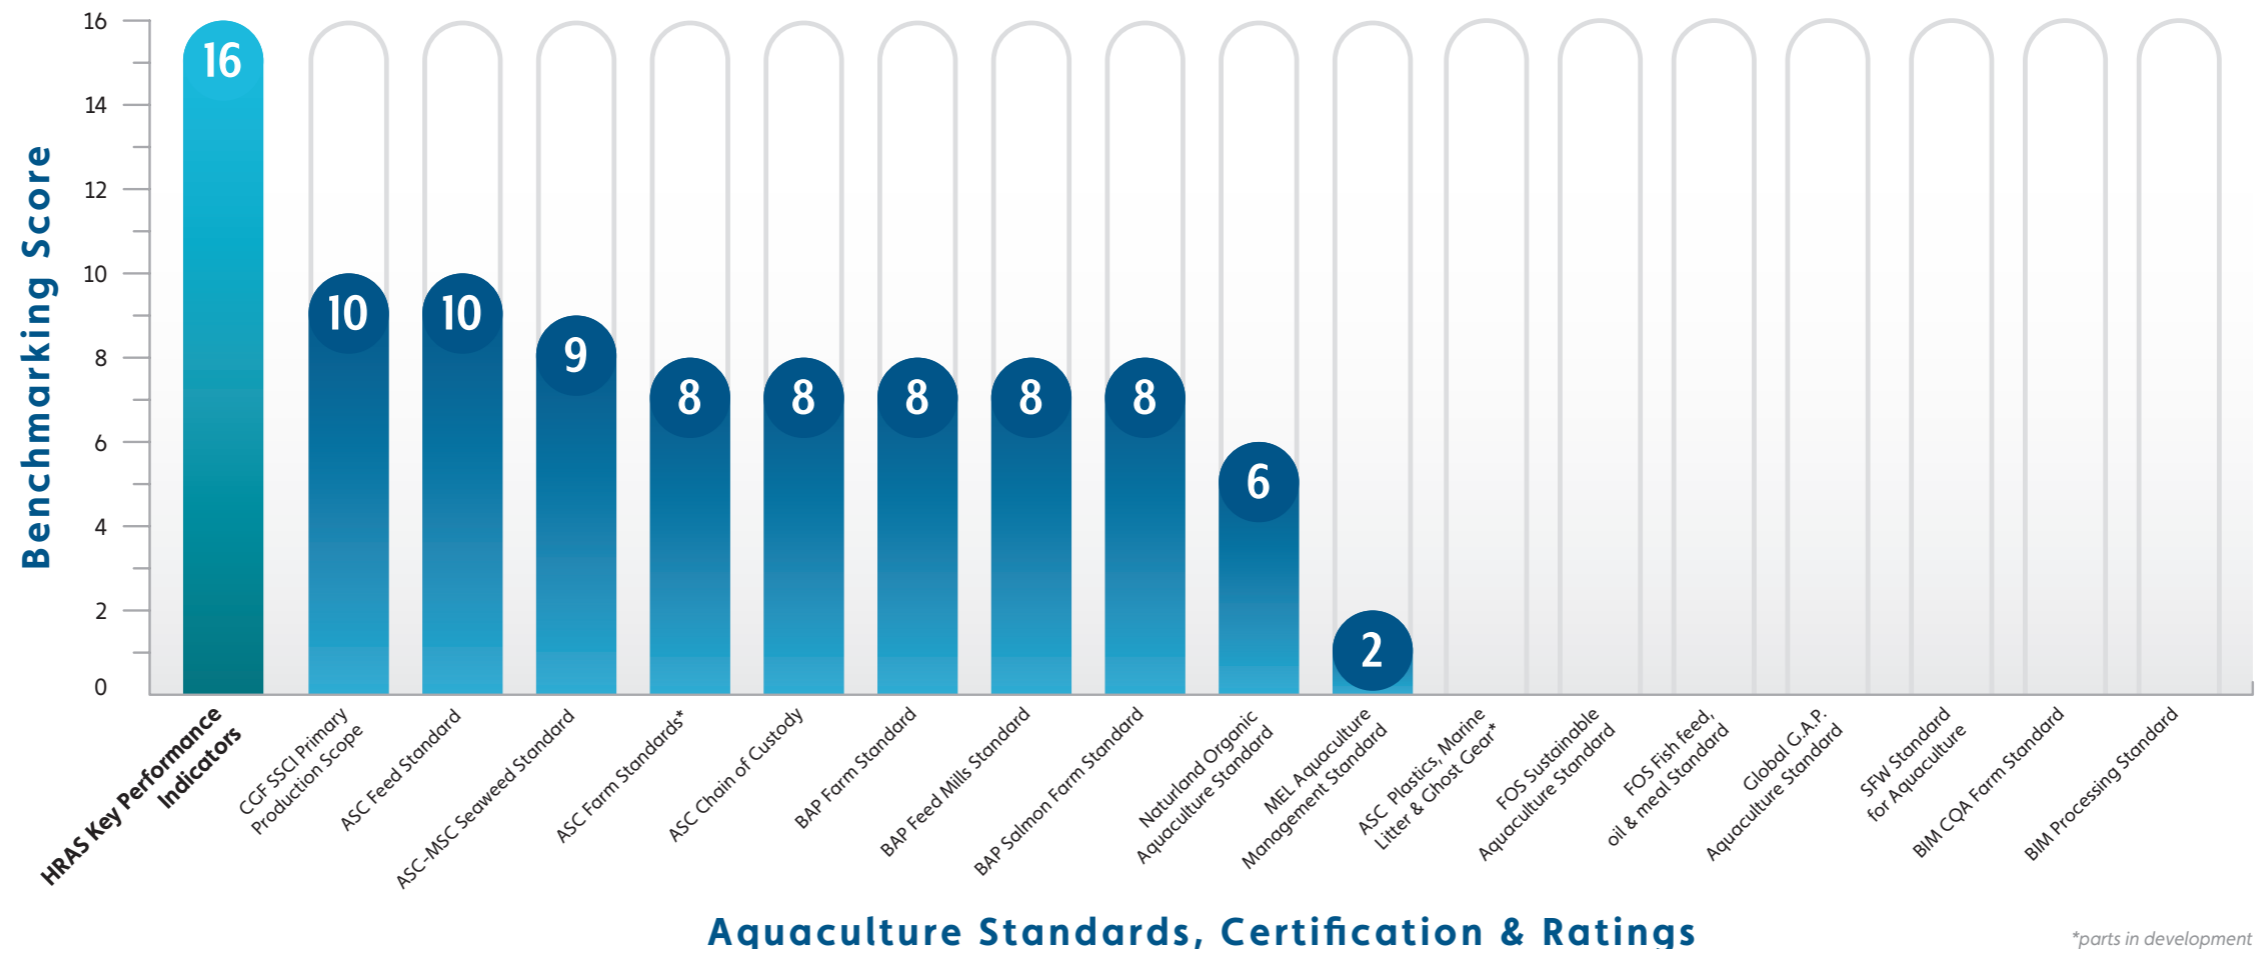 Benchmarking Score
16
14
12
10
8
6
4
2
0
16
10
10
9
8
8
8
8
8
6
2
HRAS Key Performance
Indicators
CGF SSCI Primary
Production Scope
ASC Feed Standard
ASC-MSC Seaweed Standard
ASC Farm Standards*
ASC Chain of Custody
BAP Farm Standard
BAP Feed Mills Standard
BAP Salmon Farm Standard
Naturland Organic
Aquaculture Standard
MEL Aquaculture
Management Standard
ASC Plastics, Marine
Litter & Ghost Gear*
FOS Sustainable
Aquaculture Standard
FOS Fish feed,
oil & meal Standard
Global G.A.P.
Aquaculture Standard
SFW Standard
for Aquaculture
BIM CQA Farm Standard
BIM Processing Standard
Aquaculture Standards, Certification & Ratings
*parts in development